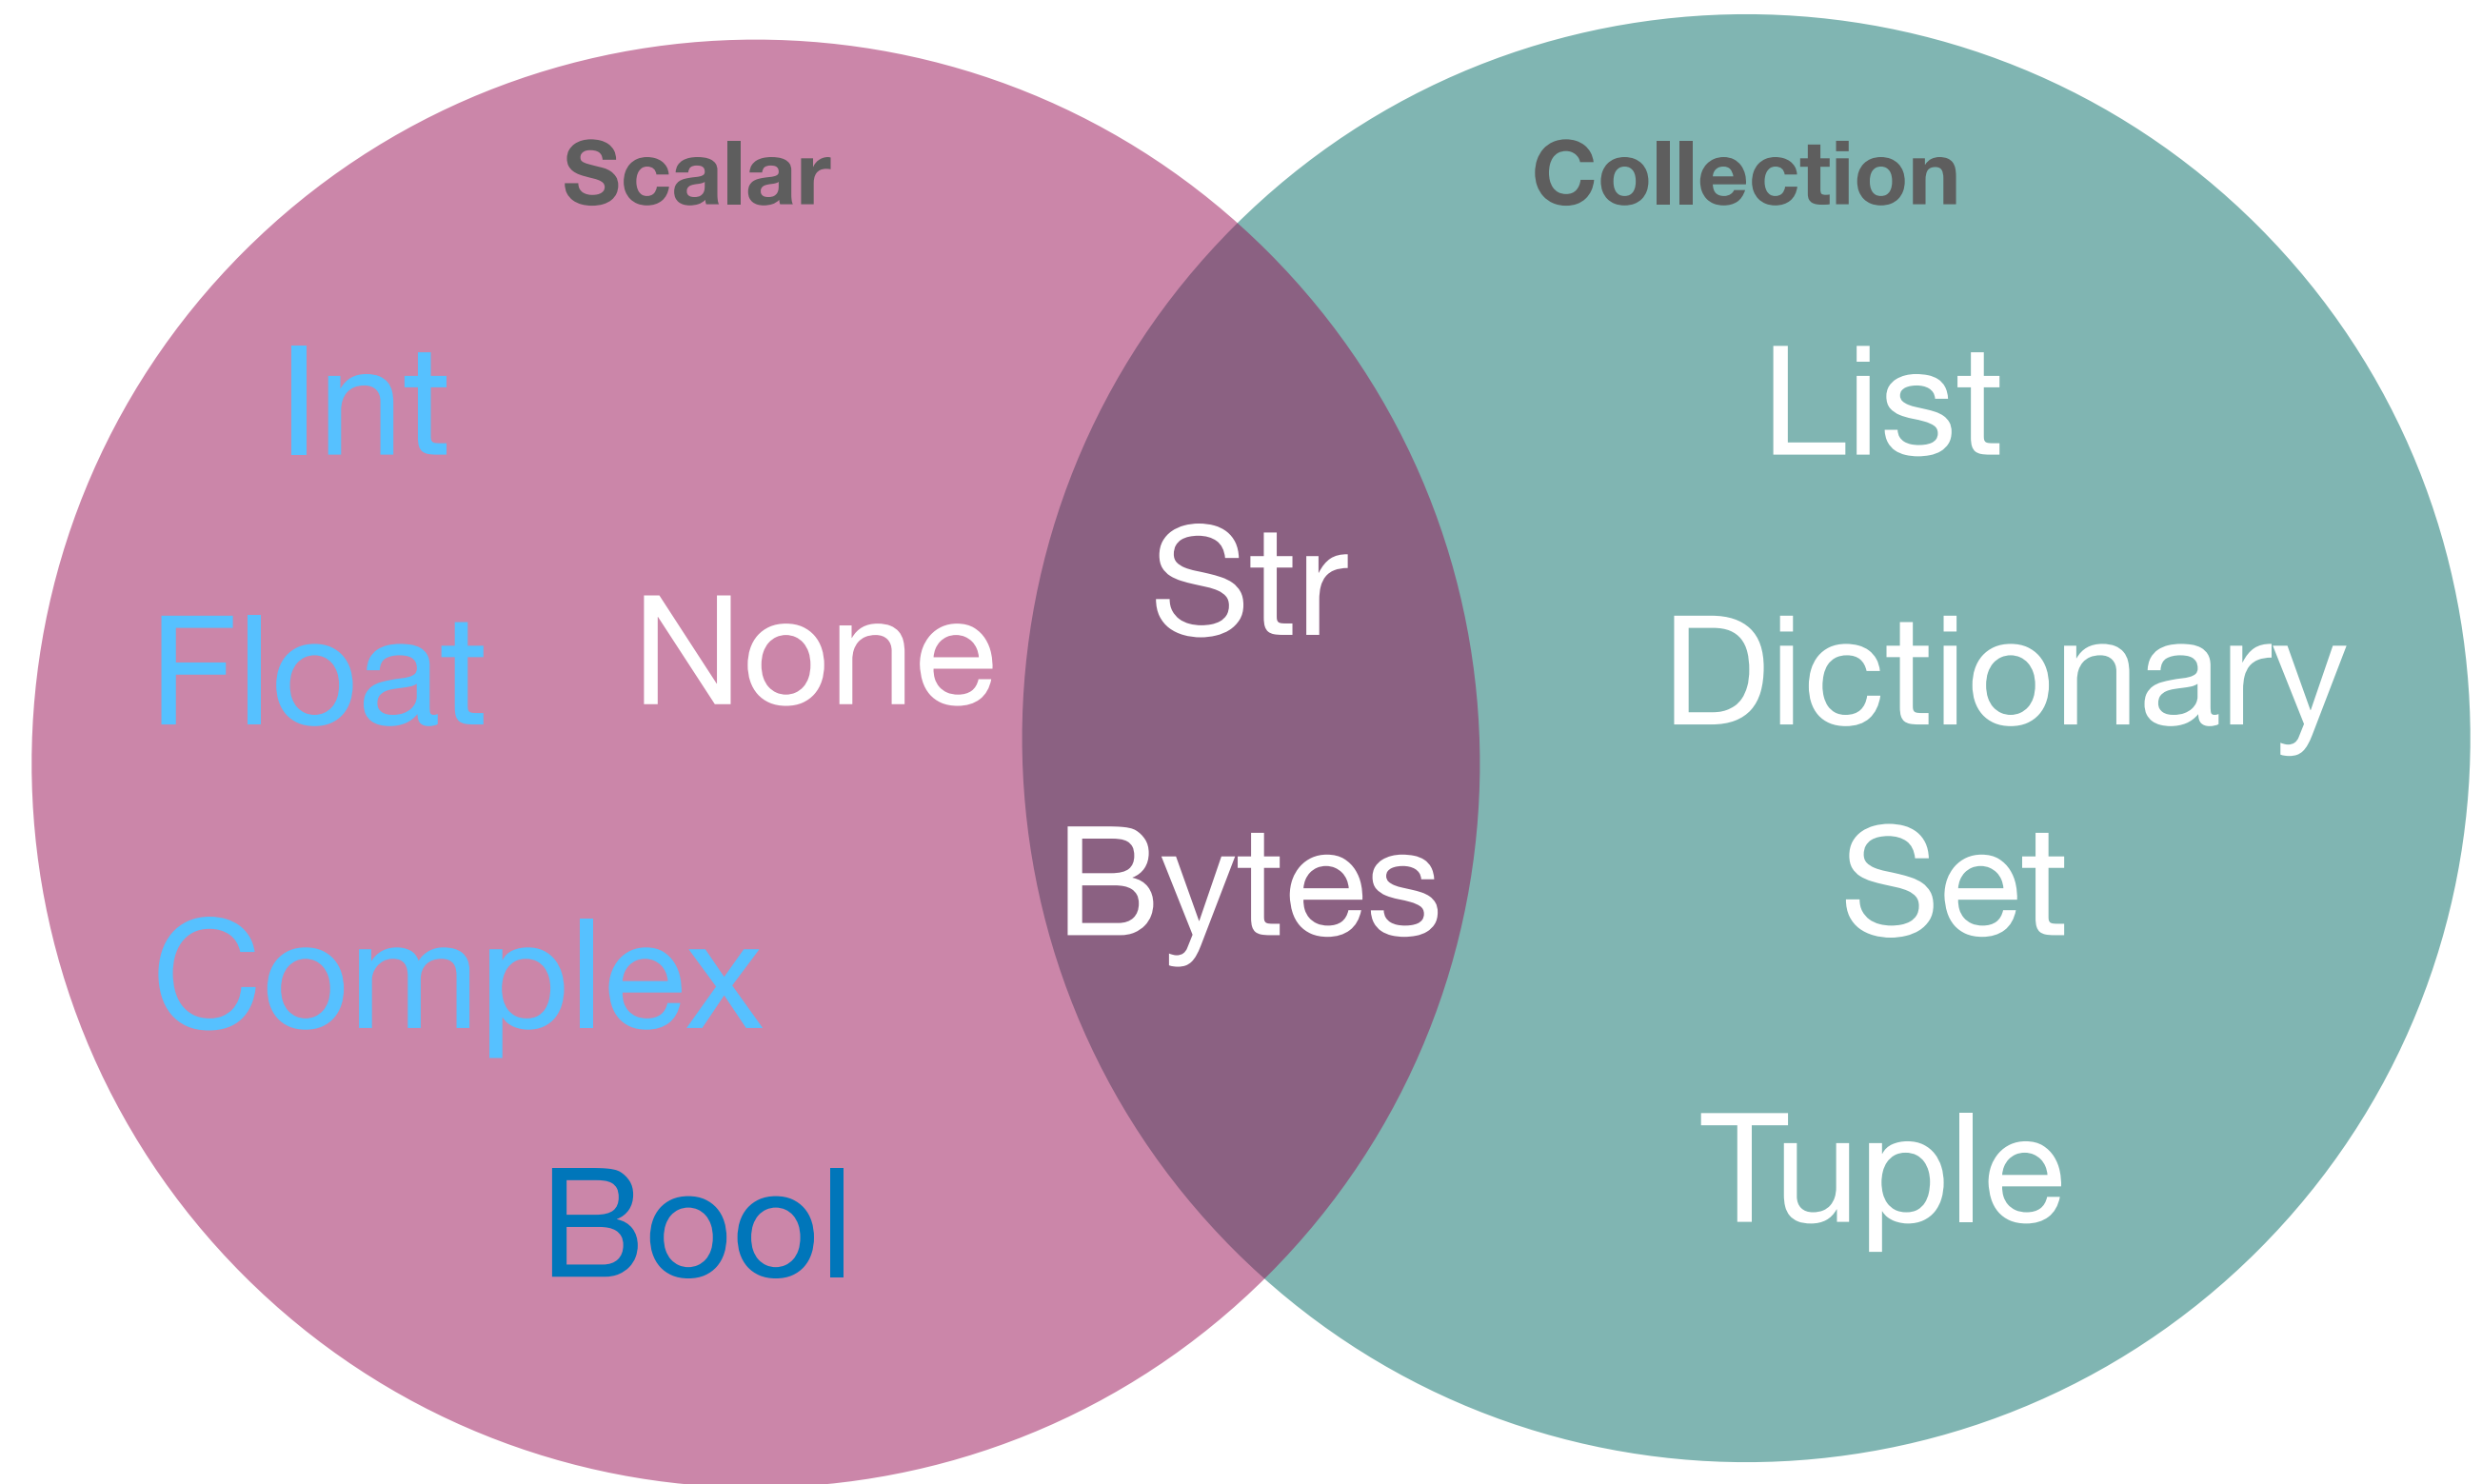 Scalar
Collection
Int
List
Str
None
Float
Dictionary
Bytes
Set
Complex
Tuple
Bool